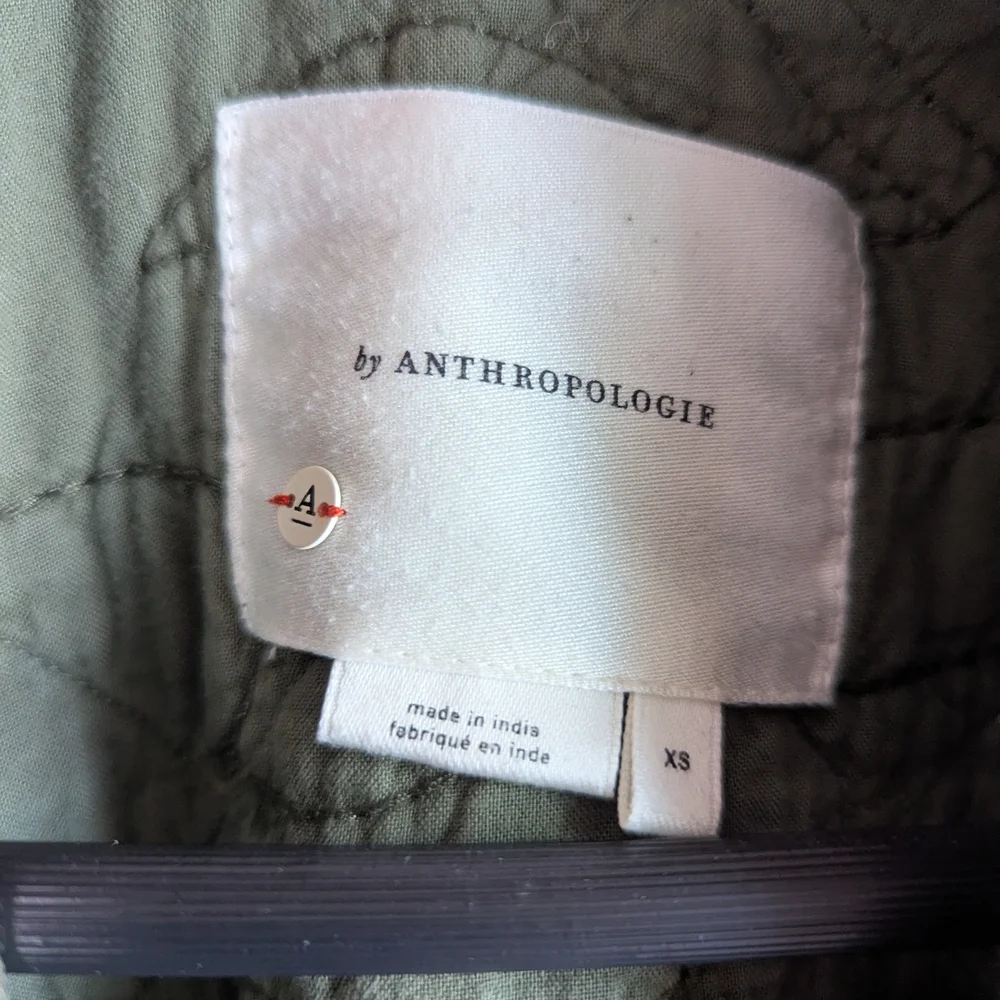 by ANTHROPOLOGIE
A
made in india
fabriqué en inde
XS